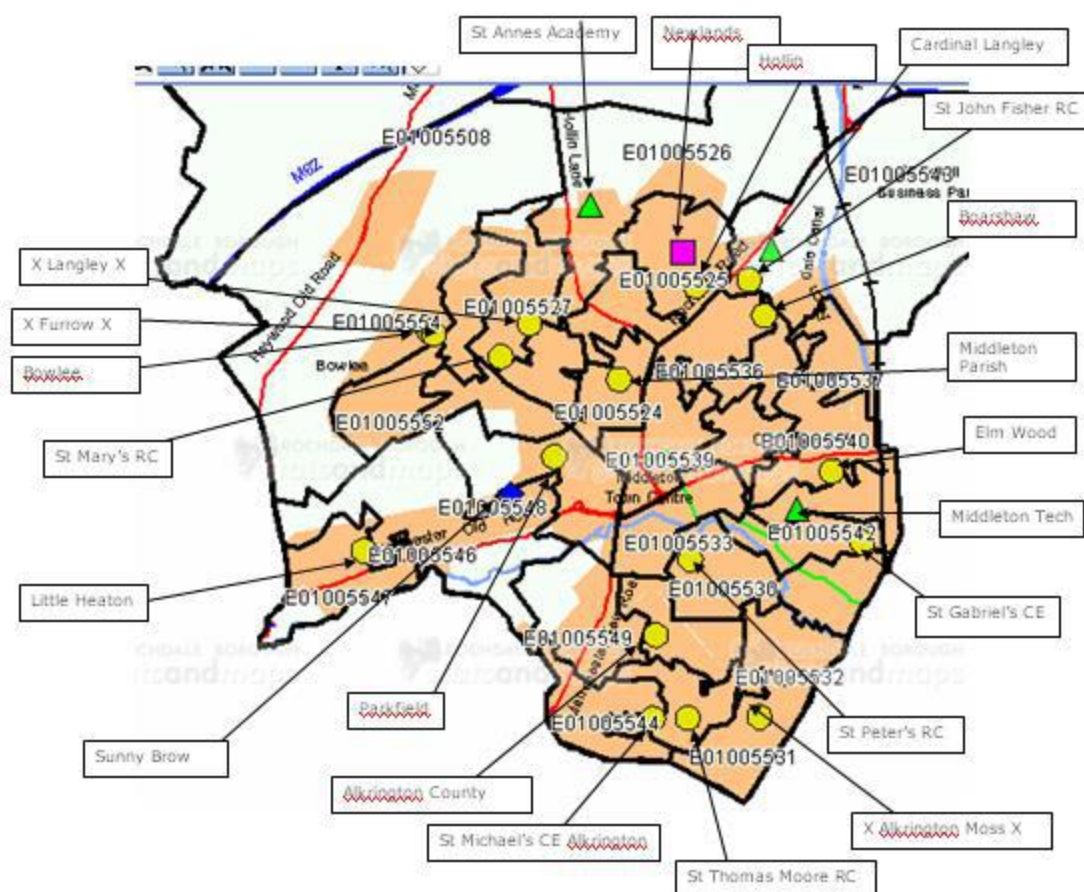 St Annes Academy
Newlands
Hollin
Cardinal Langley
St John Fisher RC
Boarshaw
X Langley X
X Furrow X
Bowlee
St Mary's RC
Middleton
Parish
Elm Wood
Middleton Tech
St Gabriel's CE
Little Heaton
Sunny Brow
Parkfield
Alkrington County
St Michael's CE Alkrington
St Thomas Moore RC
X Alkrington Moss X
St Peter's RC
M62
Hollin Lane
Heywood Old Road
Bowlee
Middleton
Town Centre
E01005508
E01005526
E01005543
E01005525
E01005527
E01005554
E01005536
E01005537
E01005552
E01005524
E01005540
E01005539
E01005548
E01005542
E01005533
E01005546
E01005530
E01005547
E01005549
E01005532
E01005544
E01005531